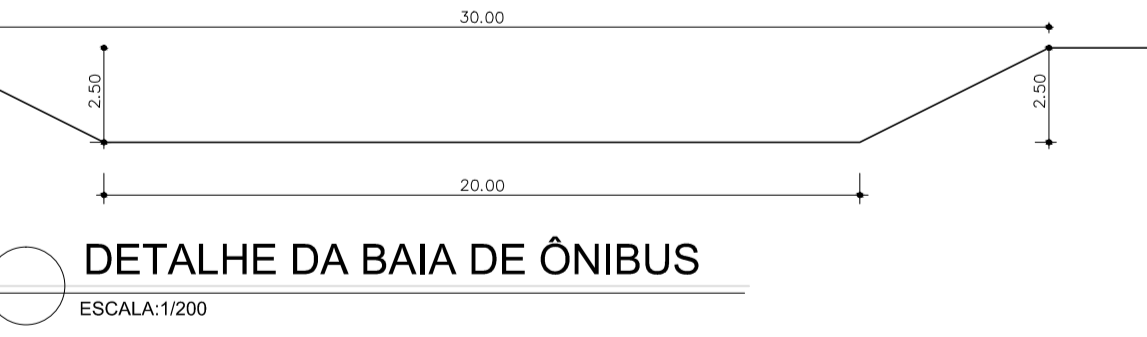 30.00
2.50
2.50
20.00
DETALHE DA BAIA DE ÔNIBUS
ESCALA:1/200